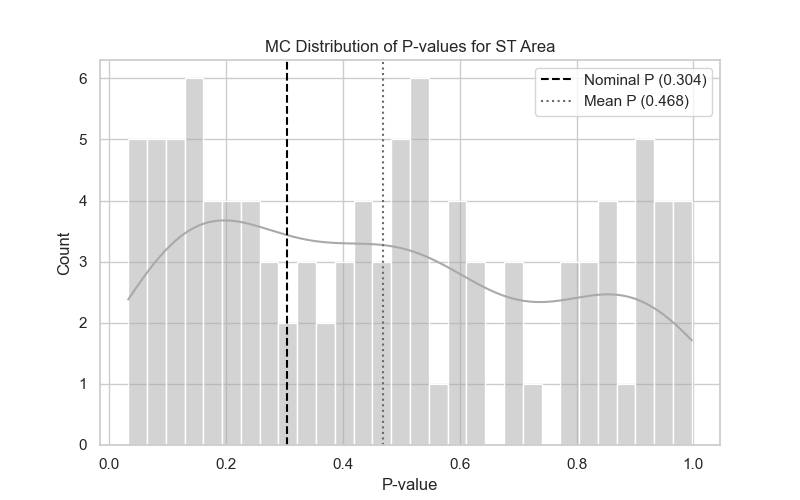 MC Distribution of P-values for ST Area
Nominal P (0.304)
Mean P (0.468)
Count
6
5
4
3
2
1
0
0.0 0.2 0.4 0.6 0.8 1.0
P-value